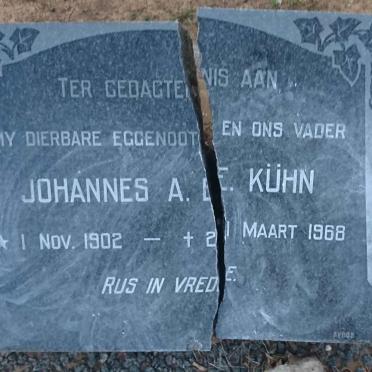 TER GEDAGTENIS AAN
MY DIERBARE EGGENOOT EN ONS VADER
JOHANNES A. E. KÜHN
* 1 NOV. 1902 — + 21 MAART 1968
RUS IN VREDE.